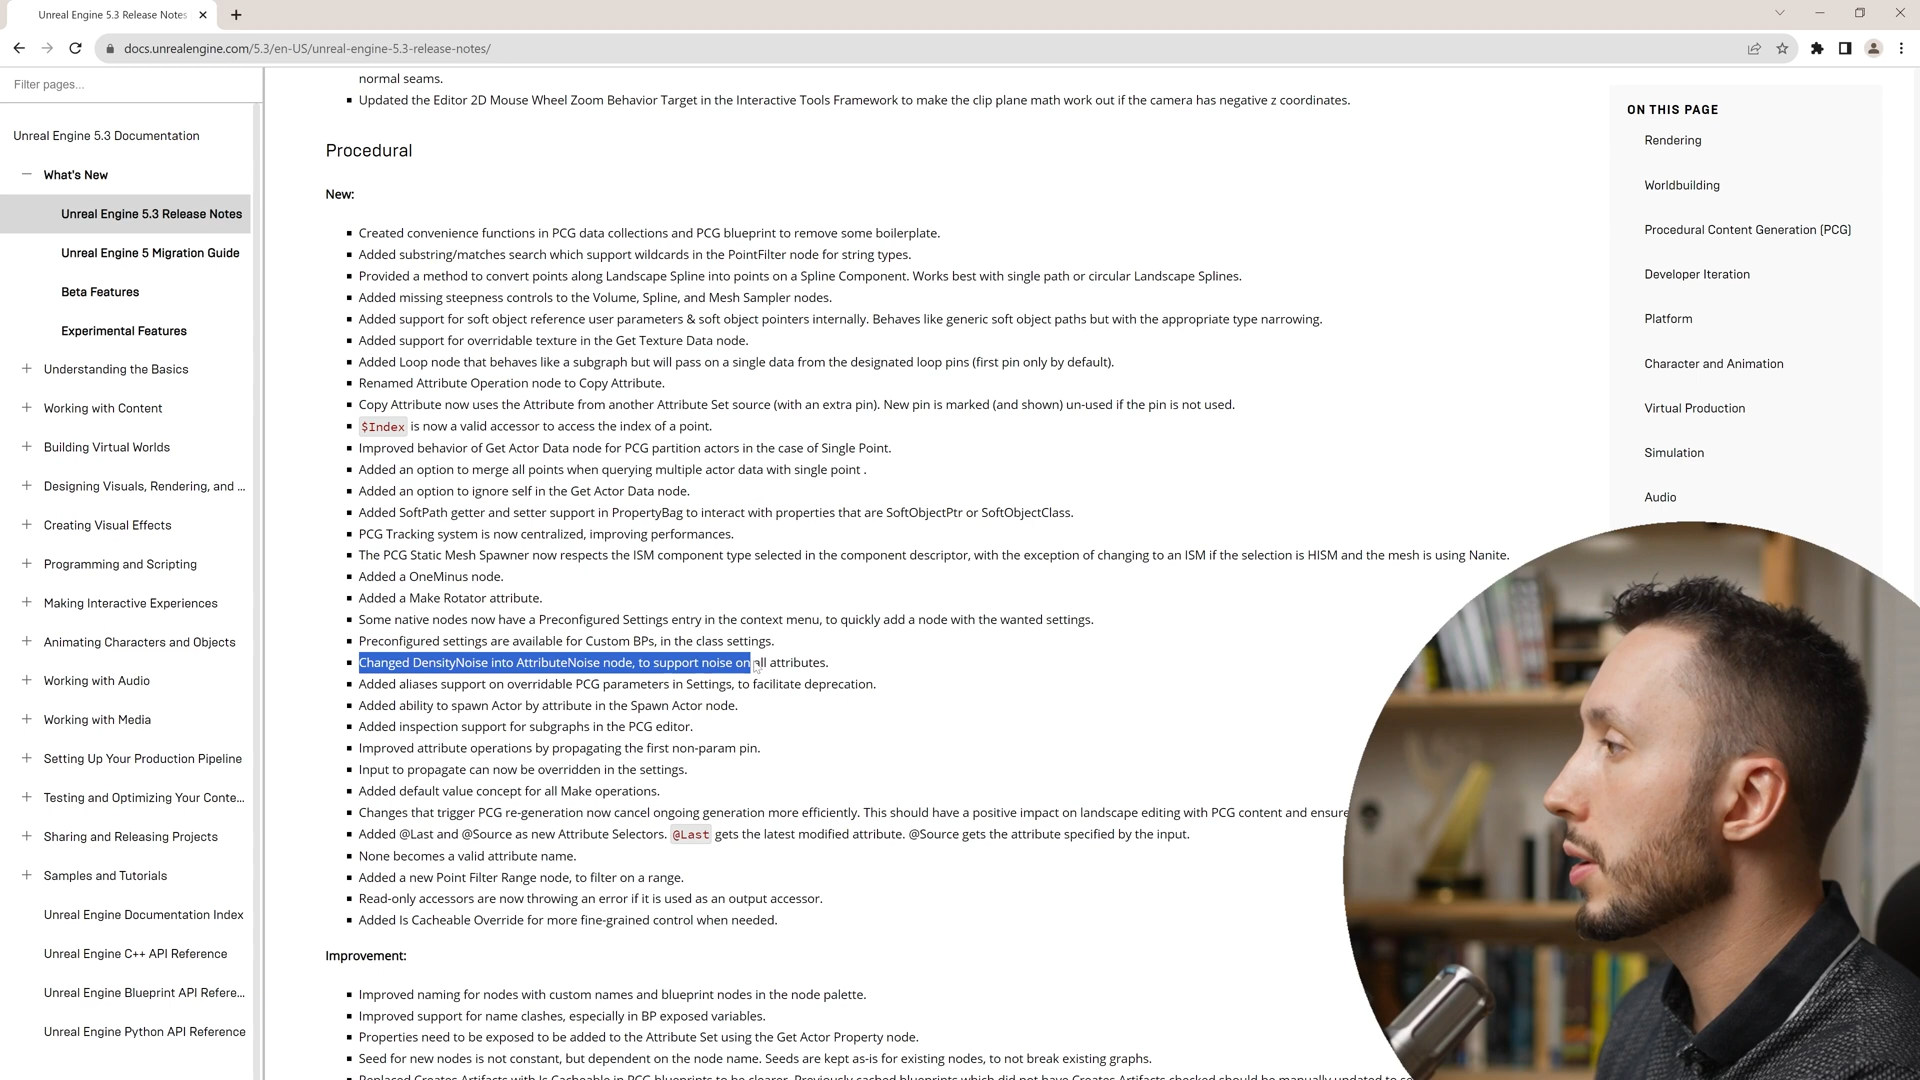 Unreal Engine 5.3 Release Notes
docs.unrealengine.com/5.3/en-US/unreal-engine-5.3-release-notes/
Filter pages...
Unreal Engine 5.3 Documentation
What's New
Unreal Engine 5.3 Release Notes
Unreal Engine 5 Migration Guide
Beta Features
Experimental Features
Understanding the Basics
Working with Content
Building Virtual Worlds
Designing Visuals, Rendering, and ...
Creating Visual Effects
Programming and Scripting
Making Interactive Experiences
Animating Characters and Objects
Working with Audio
Working with Media
Setting Up Your Production Pipeline
Testing and Optimizing Your Conte...
Sharing and Releasing Projects
Samples and Tutorials
Unreal Engine Documentation Index
Unreal Engine C++ API Reference
Unreal Engine Blueprint API Refere...
Unreal Engine Python API Reference
normal seams.
Updated the Editor 2D Mouse Wheel Zoom Behavior Target in the Interactive Tools Framework to make the clip plane math work out if the camera has negative z coordinates.
Procedural
New:
Created convenience functions in PCG data collections and PCG blueprint to remove some boilerplate.
Added substring/matches search which support wildcards in the PointFilter node for string types.
Provided a method to convert points along Landscape Spline into points on a Spline Component. Works best with single path or circular Landscape Splines.
Added missing steepness controls to the Volume, Spline, and Mesh Sampler nodes.
Added support for soft object reference user parameters & soft object pointers internally. Behaves like generic soft object paths but with the appropriate type narrowing.
Added support for overridable texture in the Get Texture Data node.
Added Loop node that behaves like a subgraph but will pass on a single data from the designated loop pins (first pin only by default).
Renamed Attribute Operation node to Copy Attribute.
Copy Attribute now uses the Attribute from another Attribute Set source (with an extra pin). New pin is marked (and shown) un-used if the pin is not used.
$Index is now a valid accessor to access the index of a point.
Improved behavior of Get Actor Data node for PCG partition actors in the case of Single Point.
Added an option to merge all points when querying multiple actor data with single point .
Added an option to ignore self in the Get Actor Data node.
Added SoftPath getter and setter support in PropertyBag to interact with properties that are SoftObjectPtr or SoftObjectClass.
PCG Tracking system is now centralized, improving performances.
The PCG Static Mesh Spawner now respects the ISM component type selected in the component descriptor, with the exception of changing to an ISM if the selection is HISM and the mesh is using Nanite.
Added a OneMinus node.
Added a Make Rotator attribute.
Some native nodes now have a Preconfigured Settings entry in the context menu, to quickly add a node with the wanted settings.
Preconfigured settings are available for Custom BPs, in the class settings.
Changed DensityNoise into AttributeNoise node, to support noise on all attributes.
Added aliases support on overridable PCG parameters in Settings, to facilitate deprecation.
Added ability to spawn Actor by attribute in the Spawn Actor node.
Added inspection support for subgraphs in the PCG editor.
Improved attribute operations by propagating the first non-param pin.
Input to propagate can now be overridden in the settings.
Added default value concept for all Make operations.
Changes that trigger PCG re-generation now cancel ongoing generation more efficiently. This should have a positive impact on landscape editing with PCG content and ensure
Added @Last and @Source as new Attribute Selectors. @Last gets the latest modified attribute. @Source gets the attribute specified by the input.
None becomes a valid attribute name.
Added a new Point Filter Range node, to filter on a range.
Read-only accessors are now throwing an error if it is used as an output accessor.
Added Is Cacheable Override for more fine-grained control when needed.
Improvement:
Improved naming for nodes with custom names and blueprint nodes in the node palette.
Improved support for name clashes, especially in BP exposed variables.
Properties need to be exposed to be added to the Attribute Set using the Get Actor Property node.
Seed for new nodes is not constant, but dependent on the node name. Seeds are kept as-is for existing nodes, to not break existing graphs.
Replaced Creates Artifacts with Is Cacheable in PCG blueprints to be clearer. Previously cached blueprints which did not have Creates Artifacts checked should be manually updated to
ON THIS PAGE
Rendering
Worldbuilding
Procedural Content Generation (PCG)
Developer Iteration
Platform
Character and Animation
Virtual Production
Simulation
Audio